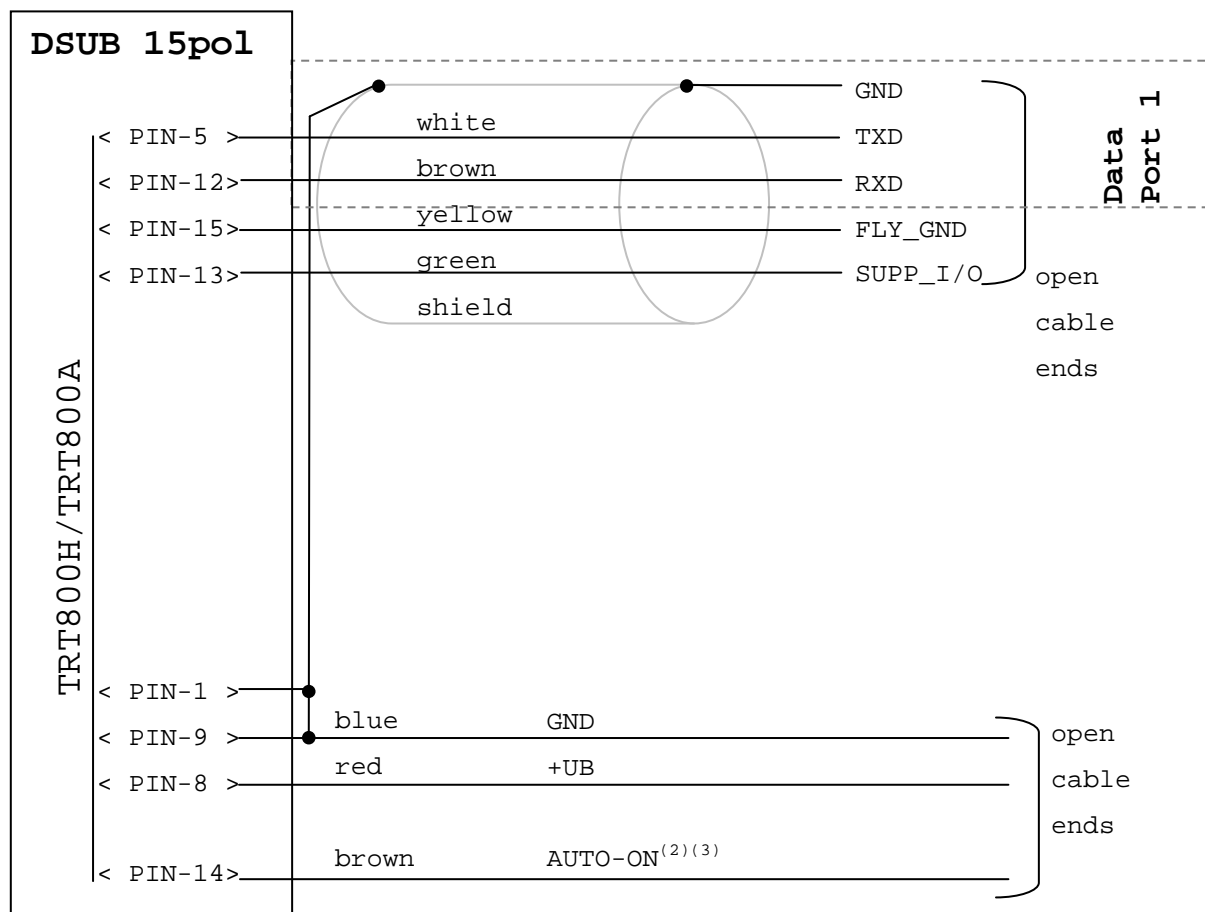 DSUB 15pol
GND
< PIN-5 > white TXD
< PIN-12> brown RXD
Data
Port 1
< PIN-15> yellow FLY_GND
< PIN-13> green SUPP_I/O
shield
open
cable
ends
TRT800H/TRT800A
< PIN-1 >
< PIN-9 > blue GND
< PIN-8 > red +UB
< PIN-14> brown AUTO-ON(2)(3)
open
cable
ends